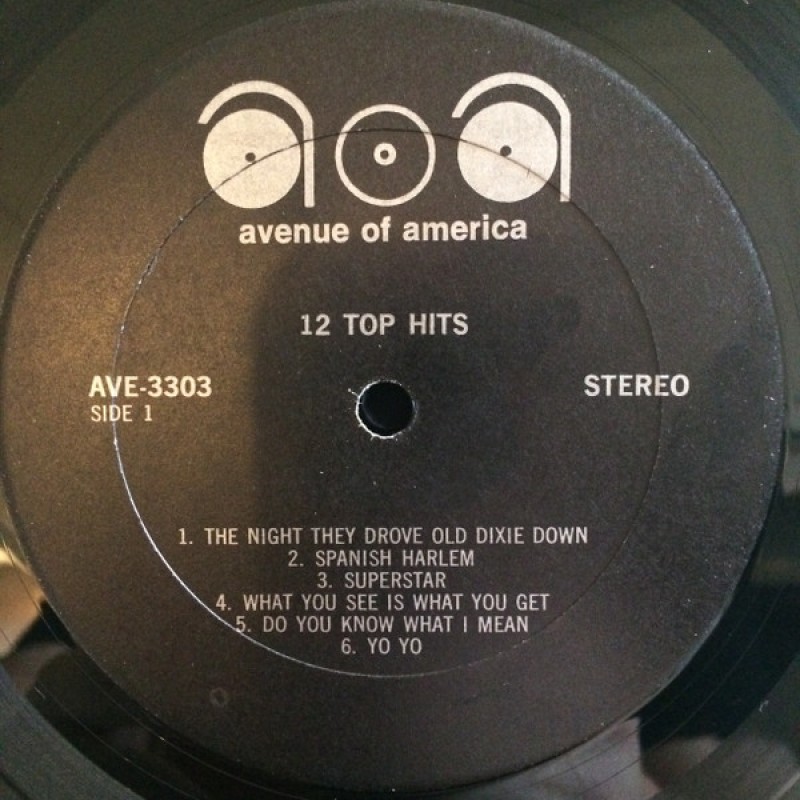 aoa
avenue of america
12 TOP HITS
AVE-3303
STEREO
SIDE 1
1. THE NIGHT THEY DROVE OLD DIXIE DOWN
2. SPANISH HARLEM
3. SUPERSTAR
4. WHAT YOU SEE IS WHAT YOU GET
5. DO YOU KNOW WHAT I MEAN
6. YO YO